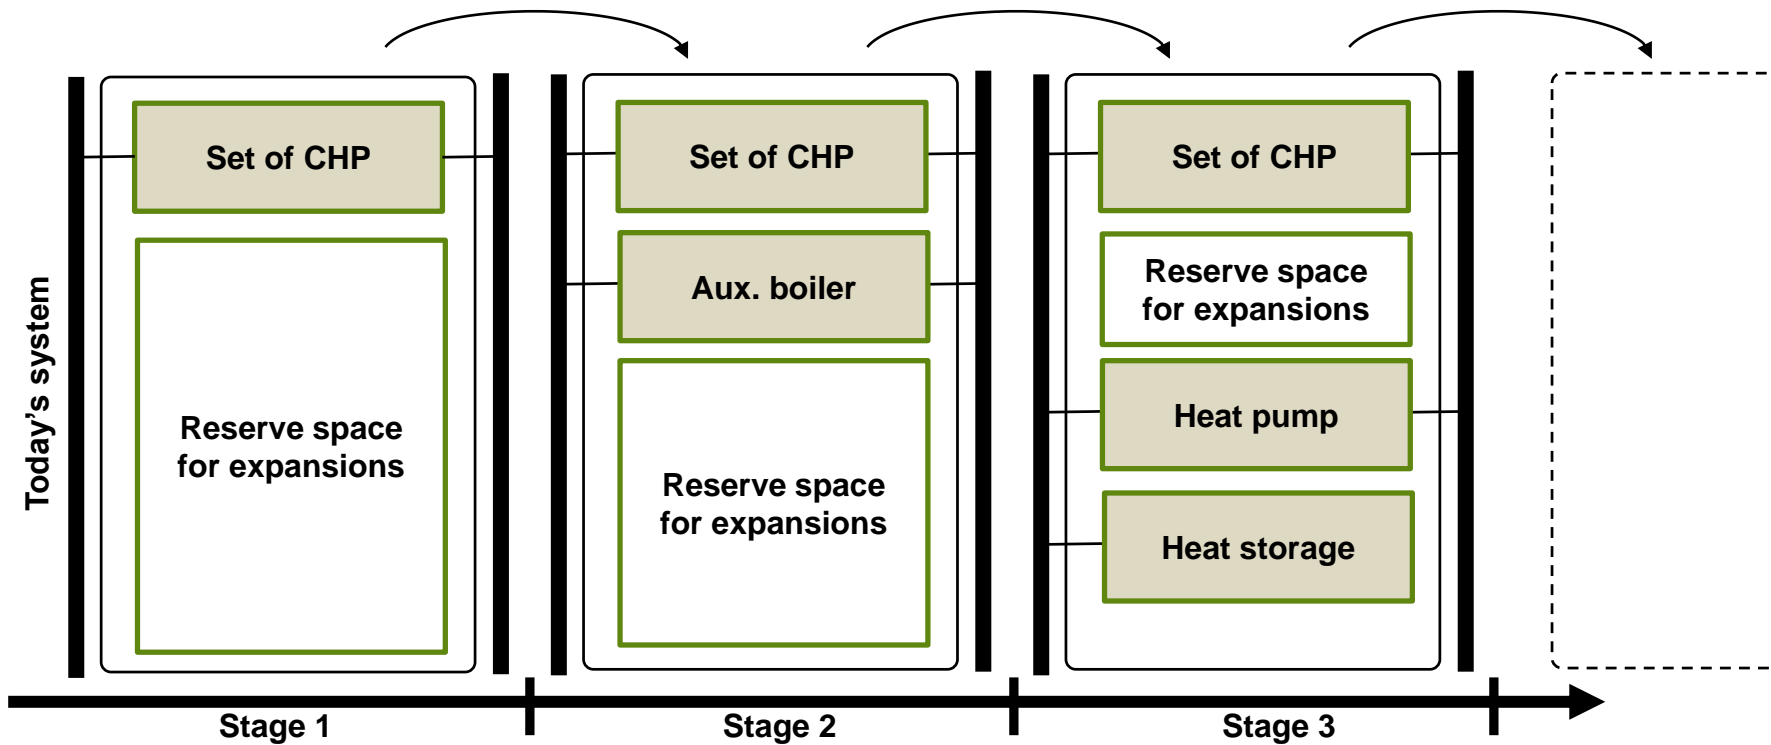 Today's system
Set of CHP
Reserve space
for expansions
Stage 1
Set of CHP
Aux. boiler
Reserve space
for expansions
Stage 2
Set of CHP
Reserve space
for expansions
Heat pump
Heat storage
Stage 3